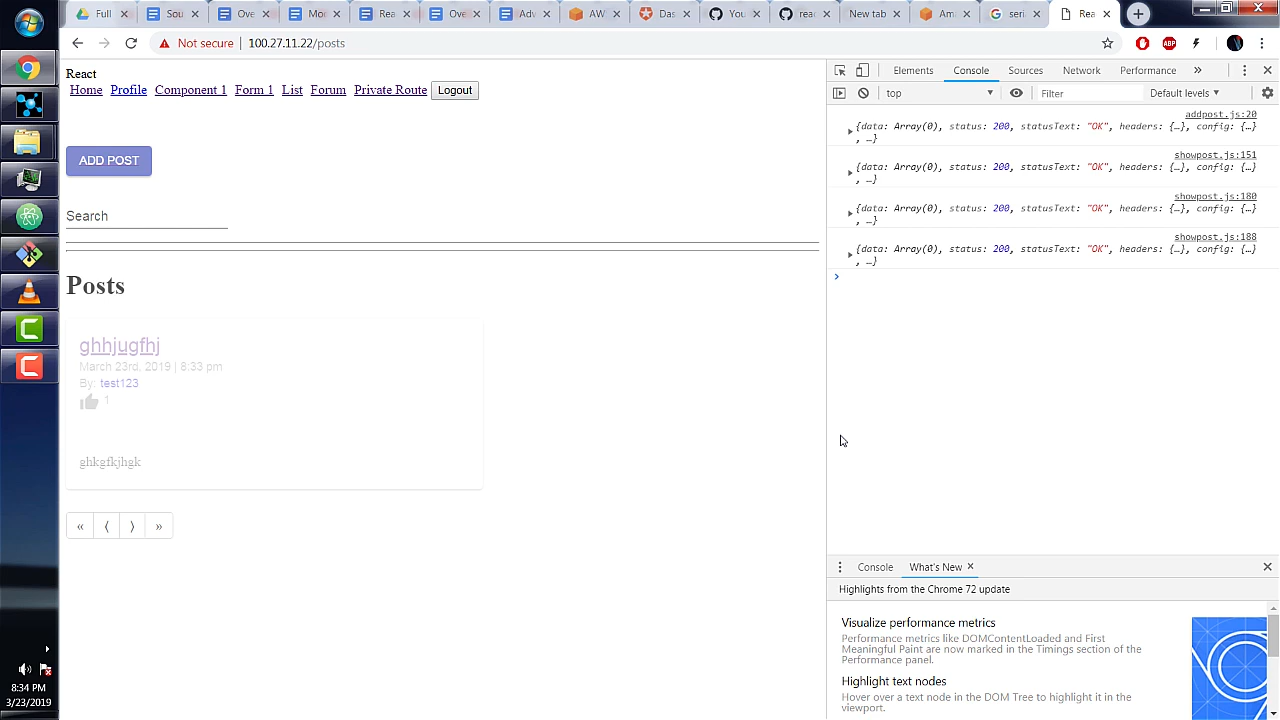 Full
Sou
Ove
Mo
Rea
Ove
Adv
AW
Das
rea
New tab
Am
seri
Rea
Not secure | 100.27.11.22/posts
ABP
React
Home Profile Component 1 Form 1 List Forum Private Route Logout
ADD POST
Search
Posts
ghhjugfhj
March 23rd, 2019 | 8:33 pm
By: test123
1
ghkgfkjhgk
« ⟨ ⟩ »
Elements Console Sources Network Performance »
top Filter Default levels
addpost.js:20
{data: Array(0), status: 200, statusText: "OK", headers: {…}, config: {…}
, …}
showpost.js:151
{data: Array(0), status: 200, statusText: "OK", headers: {…}, config: {…}
, …}
showpost.js:180
{data: Array(0), status: 200, statusText: "OK", headers: {…}, config: {…}
, …}
showpost.js:188
{data: Array(0), status: 200, statusText: "OK", headers: {…}, config: {…}
, …}
Console What's New
Highlights from the Chrome 72 update
Visualize performance metrics
Performance metrics like DOMContentLoaded and First
Meaningful Paint are now marked in the Timings section of the
Performance panel.
Highlight text nodes
Hover over a text node in the DOM Tree to highlight it in the
viewport.
8:34 PM
3/23/2019